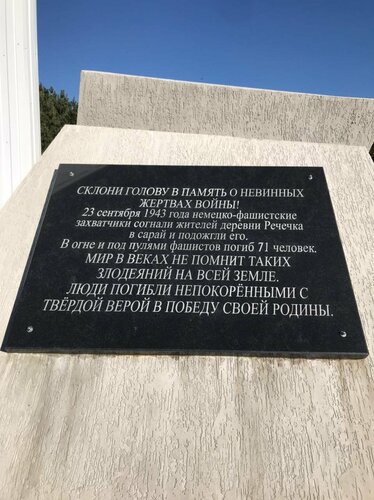 СКЛОНИ ГОЛОВУ В ПАМЯТЬ О НЕВИННЫХ
ЖЕРТВАХ ВОЙНЫ!
23 сентября 1943 года немецко-фашистские
захватчики согнали жителей деревни Речечка
в сарай и подожгли его.
В огне и под пулями фашистов погиб 71 человек.
МИР В ВЕКАХ НЕ ПОМНИТ ТАКИХ
ЗЛОДЕЯНИЙ НА ВСЕЙ ЗЕМЛЕ.
ЛЮДИ ПОГИБЛИ НЕПОКОРЁННЫМИ С
ТВЁРДОЙ ВЕРОЙ В ПОБЕДУ СВОЕЙ РОДИНЫ.